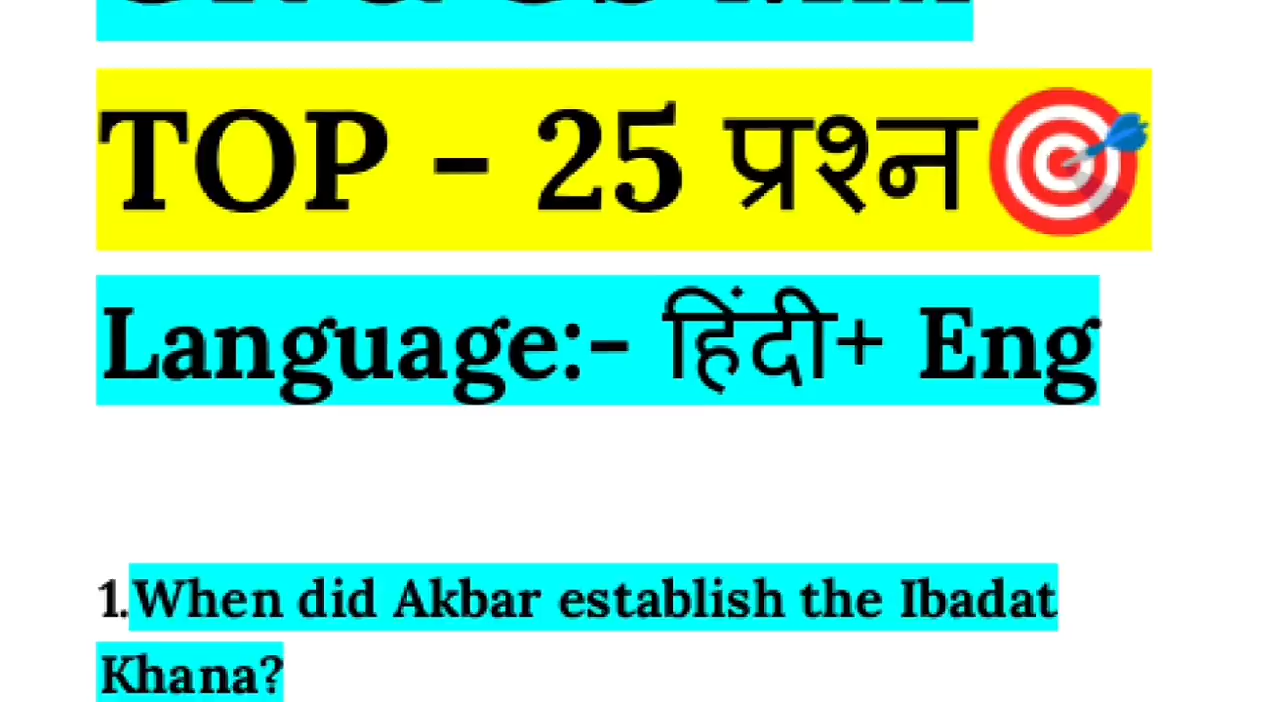 TOP - 25 प्रश्न🎯
Language:- हिंदी+ Eng
1.When did Akbar establish the Ibadat
Khana?